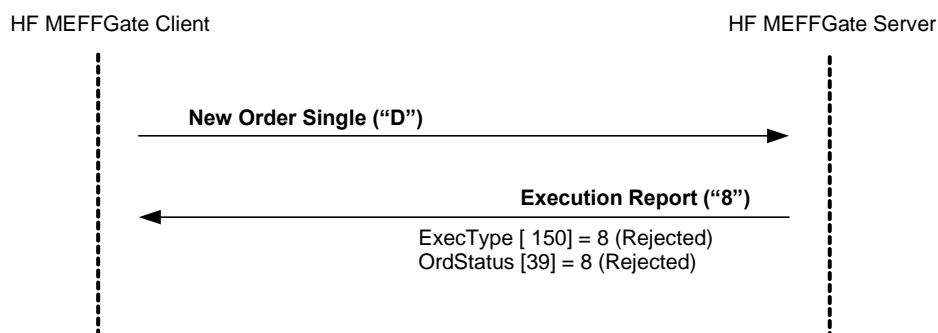 HF MEFFGate Client
HF MEFFGate Server
New Order Single (“D”)
Execution Report (“8”)
ExecType [ 150] = 8 (Rejected)
OrdStatus [39] = 8 (Rejected)